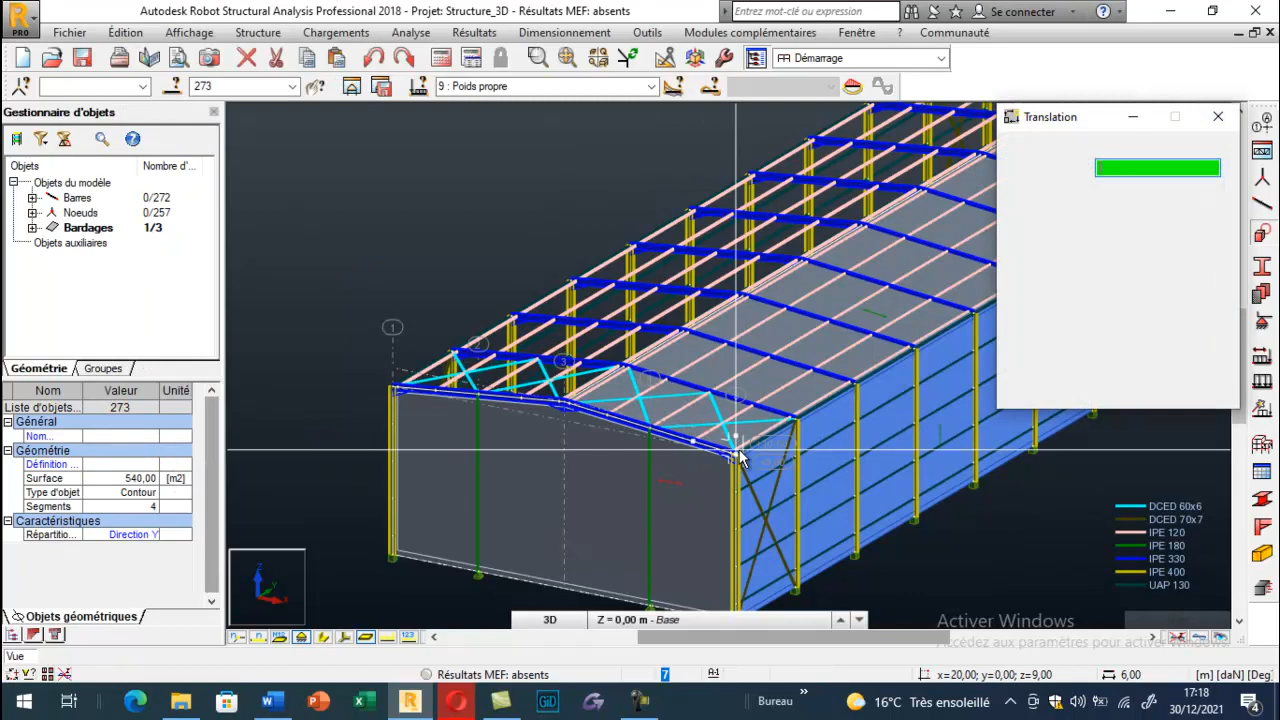 R
PRO
Autodesk Robot Structural Analysis Professional 2018 - Projet: Structure_3D - Résultats MEF: absents
Entrez mot-clé ou expression
Se connecter
Fichier Édition Affichage Structure Chargements Analyse Résultats Dimensionnement Outils Modules complémentaires Fenêtre ? Communauté
Démarrage
273
9 : Poids propre
Gestionnaire d'objets
Objets Nombre d'...
Objets du modèle
Barres 0/272
Noeuds 0/257
Bardages 1/3
Objets auxiliaires
Géométrie Groupes
Nom Valeur Unité
Liste d'objets... 273
Général
Nom...
Géométrie
Définition ...
Surface 540,00 [m2]
Type d'objet Contour
Segments 4
Caractéristiques
Répartitio... Direction Y
Objets géométriques
Vue
Translation
1
2
3
DCED 60x6
DCED 70x7
IPE 120
IPE 180
IPE 330
IPE 400
UAP 130
Z
X
3D Z = 0,00 m - Base
Activer Windows
Accédez aux paramètres pour activer Windows.
Résultats MEF: absents
7
x=20,00; y=0,00; z=9,00
6,00
[m] [daN] [Deg]
Bureau
16°C Très ensoleillé
17:18
30/12/2021
4